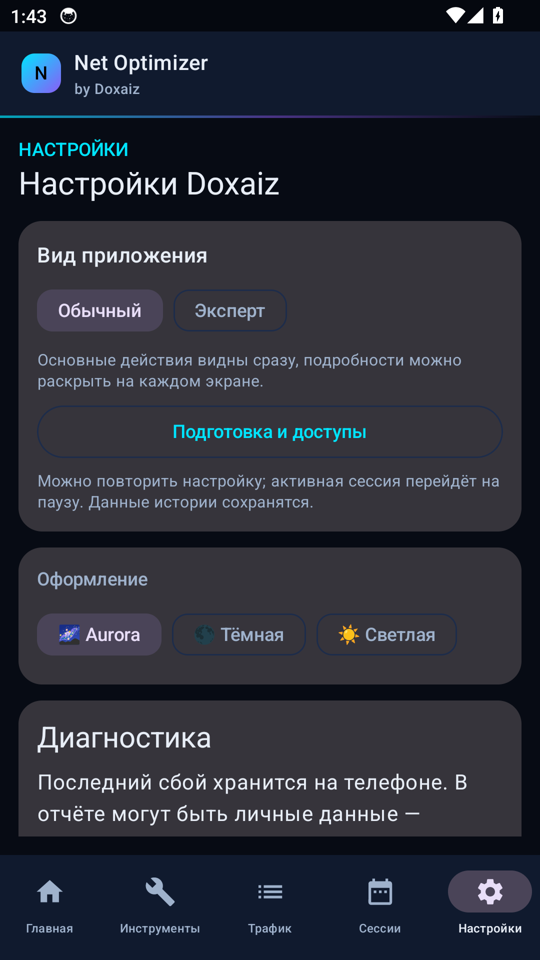 1:43
N
Net Optimizer
by Doxaiz
НАСТРОЙКИ
Настройки Doxaiz
Вид приложения
Обычный
Эксперт
Основные действия видны сразу, подробности можно
раскрыть на каждом экране.
Подготовка и доступы
Можно повторить настройку; активная сессия перейдёт на
паузу. Данные истории сохранятся.
Оформление
🌌 Aurora
🌑 Тёмная
☀️ Светлая
Диагностика
Последний сбой хранится на телефоне. В
отчёте могут быть личные данные —
Главная
Инструменты
Трафик
Сессии
Настройки